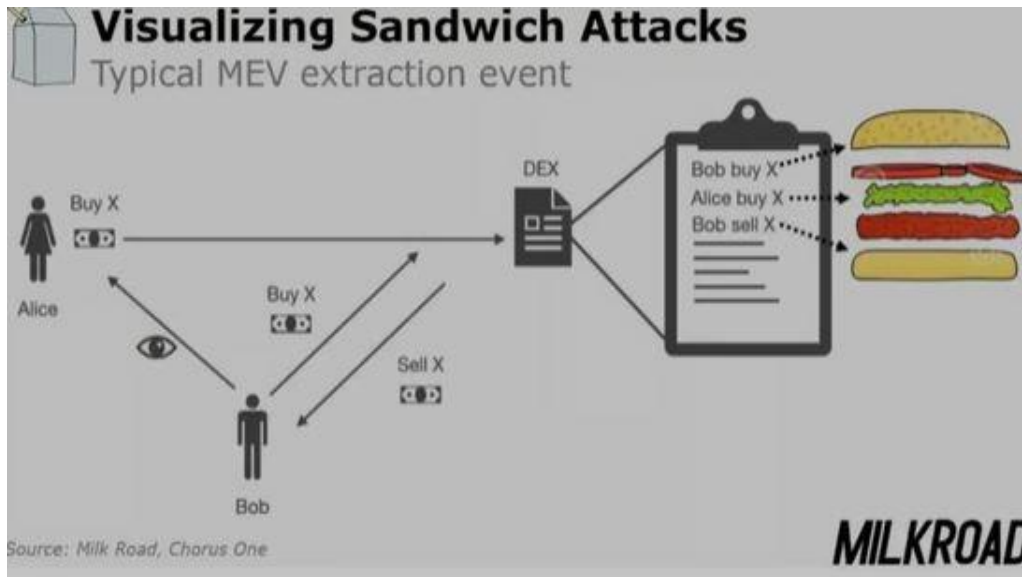 Visualizing Sandwich Attacks
Typical MEV extraction event
Buy X
Alice
Buy X
Sell X
Bob
DEX
Bob buy X
Alice buy X
Bob sell X
Source: Milk Road, Chorus One
MILKROAD